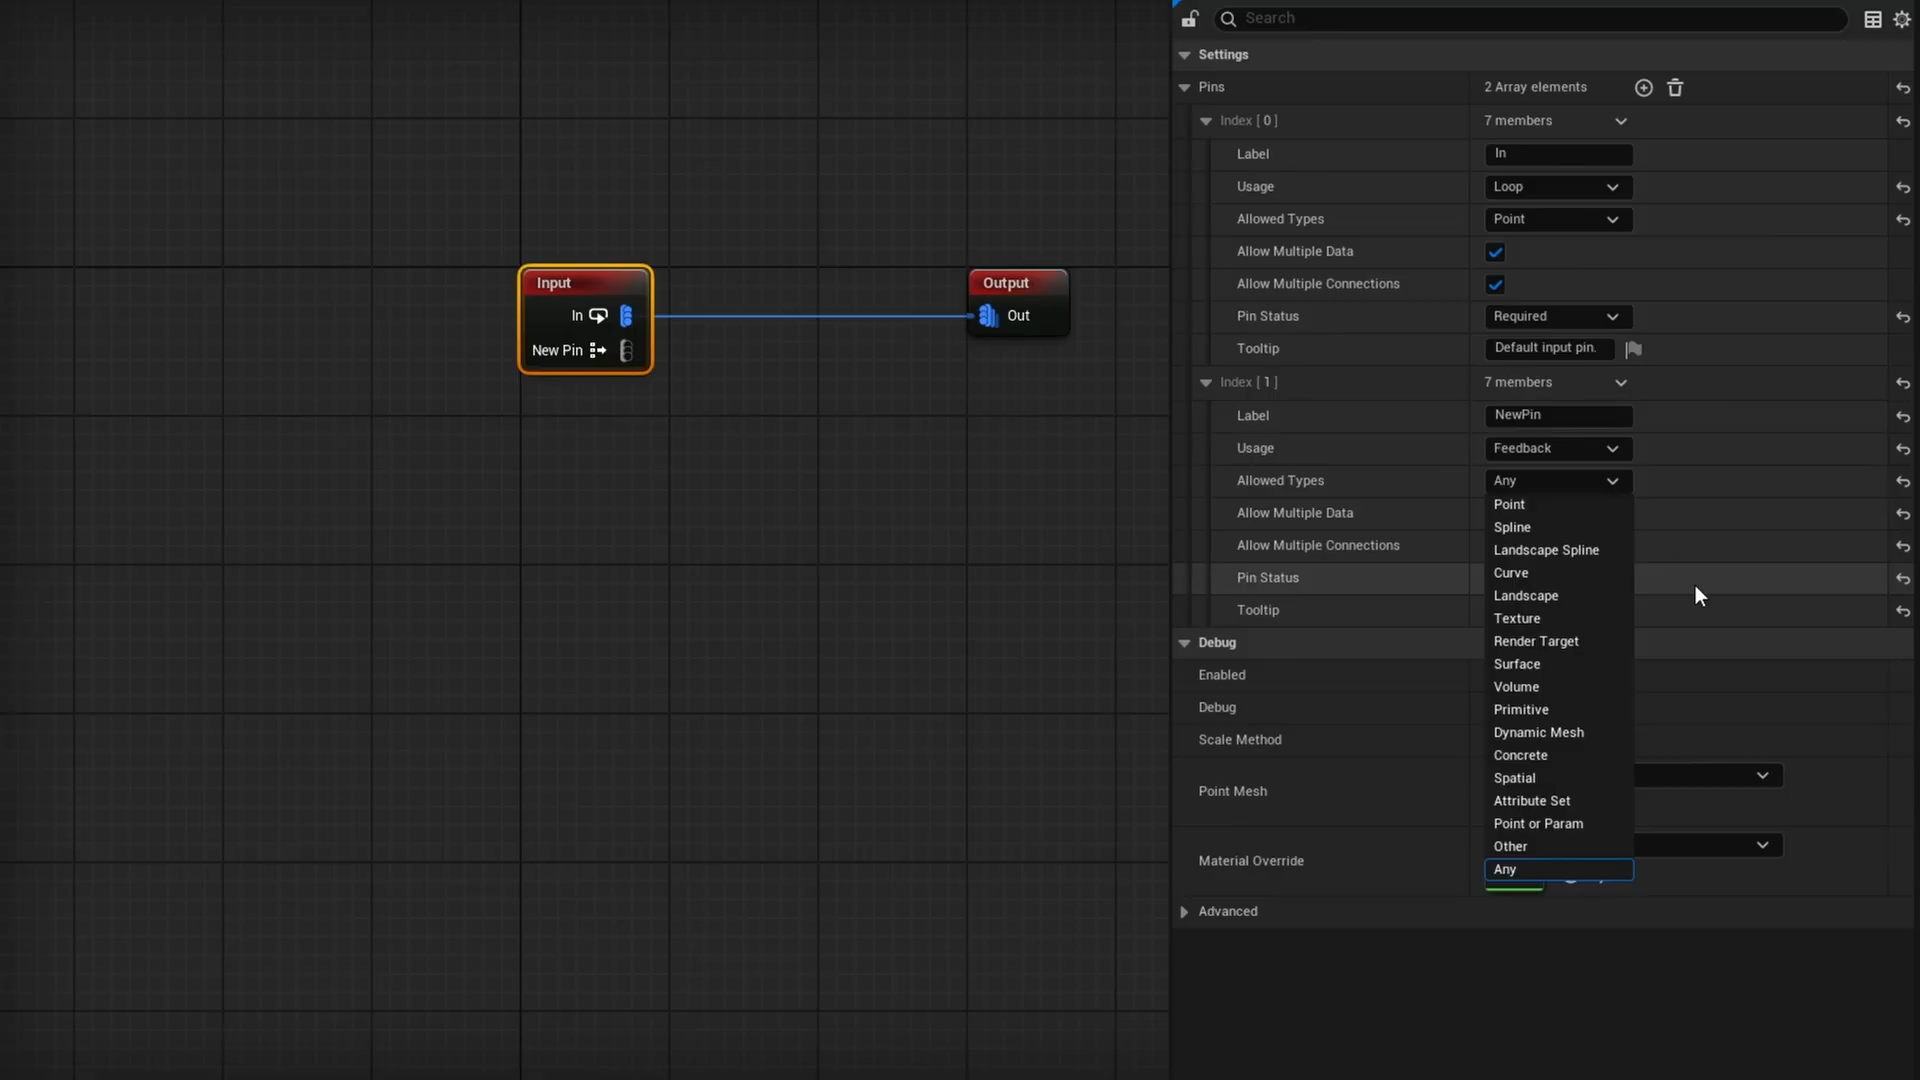 Search
Settings
Pins
2 Array elements
Index [ 0 ]
7 members
Label
In
Usage
Loop
Allowed Types
Point
Allow Multiple Data
Allow Multiple Connections
Pin Status
Required
Tooltip
Default input pin.
Index [ 1 ]
7 members
Label
NewPin
Usage
Feedback
Allowed Types
Any
Allow Multiple Data
Allow Multiple Connections
Pin Status
Tooltip
Point
Spline
Landscape Spline
Curve
Landscape
Texture
Render Target
Surface
Volume
Primitive
Dynamic Mesh
Concrete
Spatial
Attribute Set
Point or Param
Other
Any
Debug
Enabled
Debug
Scale Method
Point Mesh
Material Override
Advanced
Input
In
New Pin
Output
Out